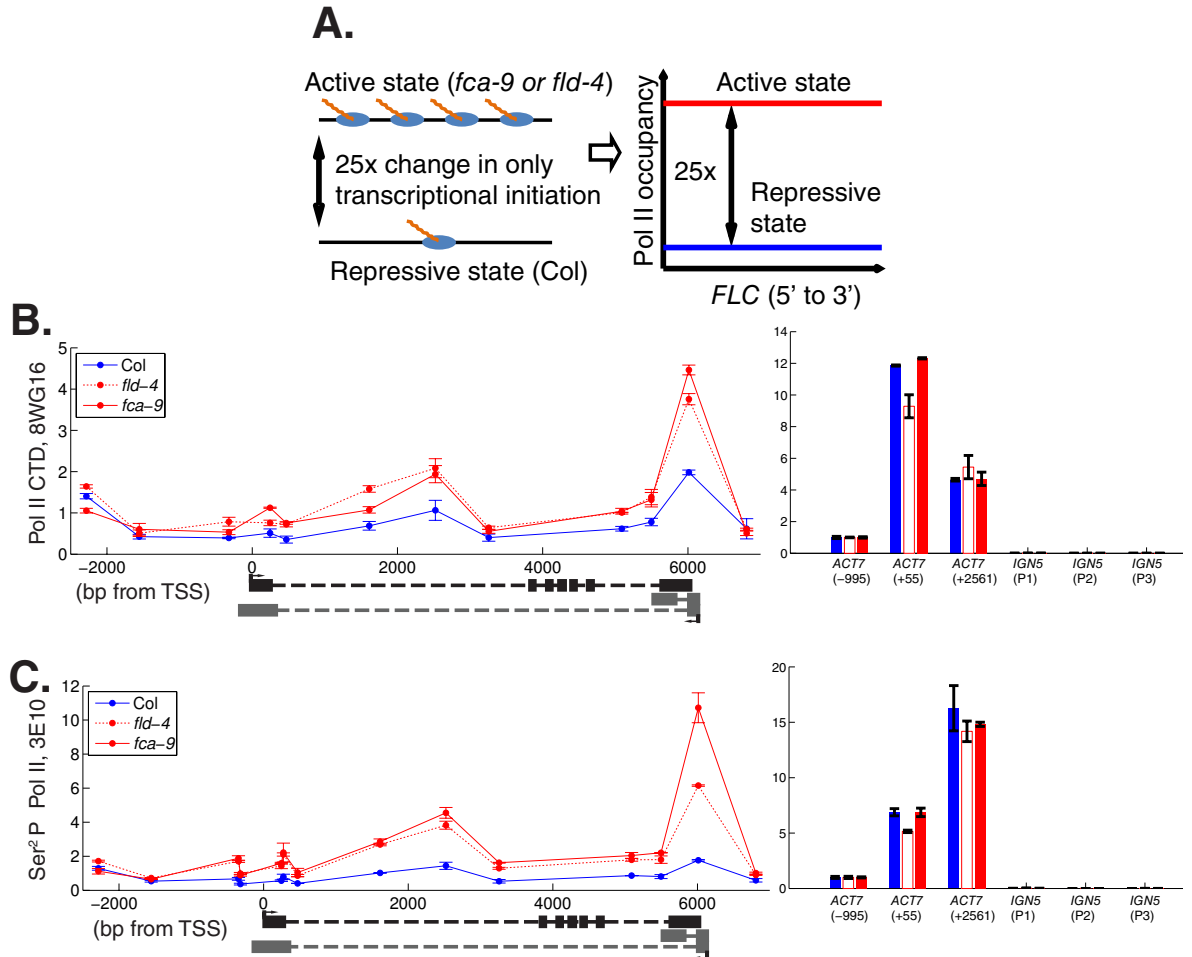 A.
Active state (fca-9 or fld-4)
25x change in only
transcriptional initiation
Repressive state (Col)
Pol II occupancy
Active state
25x
Repressive
state
FLC (5' to 3')
B.
Pol II CTD, 8WG16
5
4
3
2
1
0
Col
fld-4
fca-9
−2000
0
2000
4000
6000
(bp from TSS)
14
12
10
8
6
4
2
0
ACT7
(−995)
ACT7
(+55)
ACT7
(+2561)
IGN5
(P1)
IGN5
(P2)
IGN5
(P3)
C.
Ser² P Pol II, 3E10
12
10
8
6
4
2
0
Col
fld-4
fca-9
−2000
0
2000
4000
6000
(bp from TSS)
20
15
10
5
0
ACT7
(−995)
ACT7
(+55)
ACT7
(+2561)
IGN5
(P1)
IGN5
(P2)
IGN5
(P3)